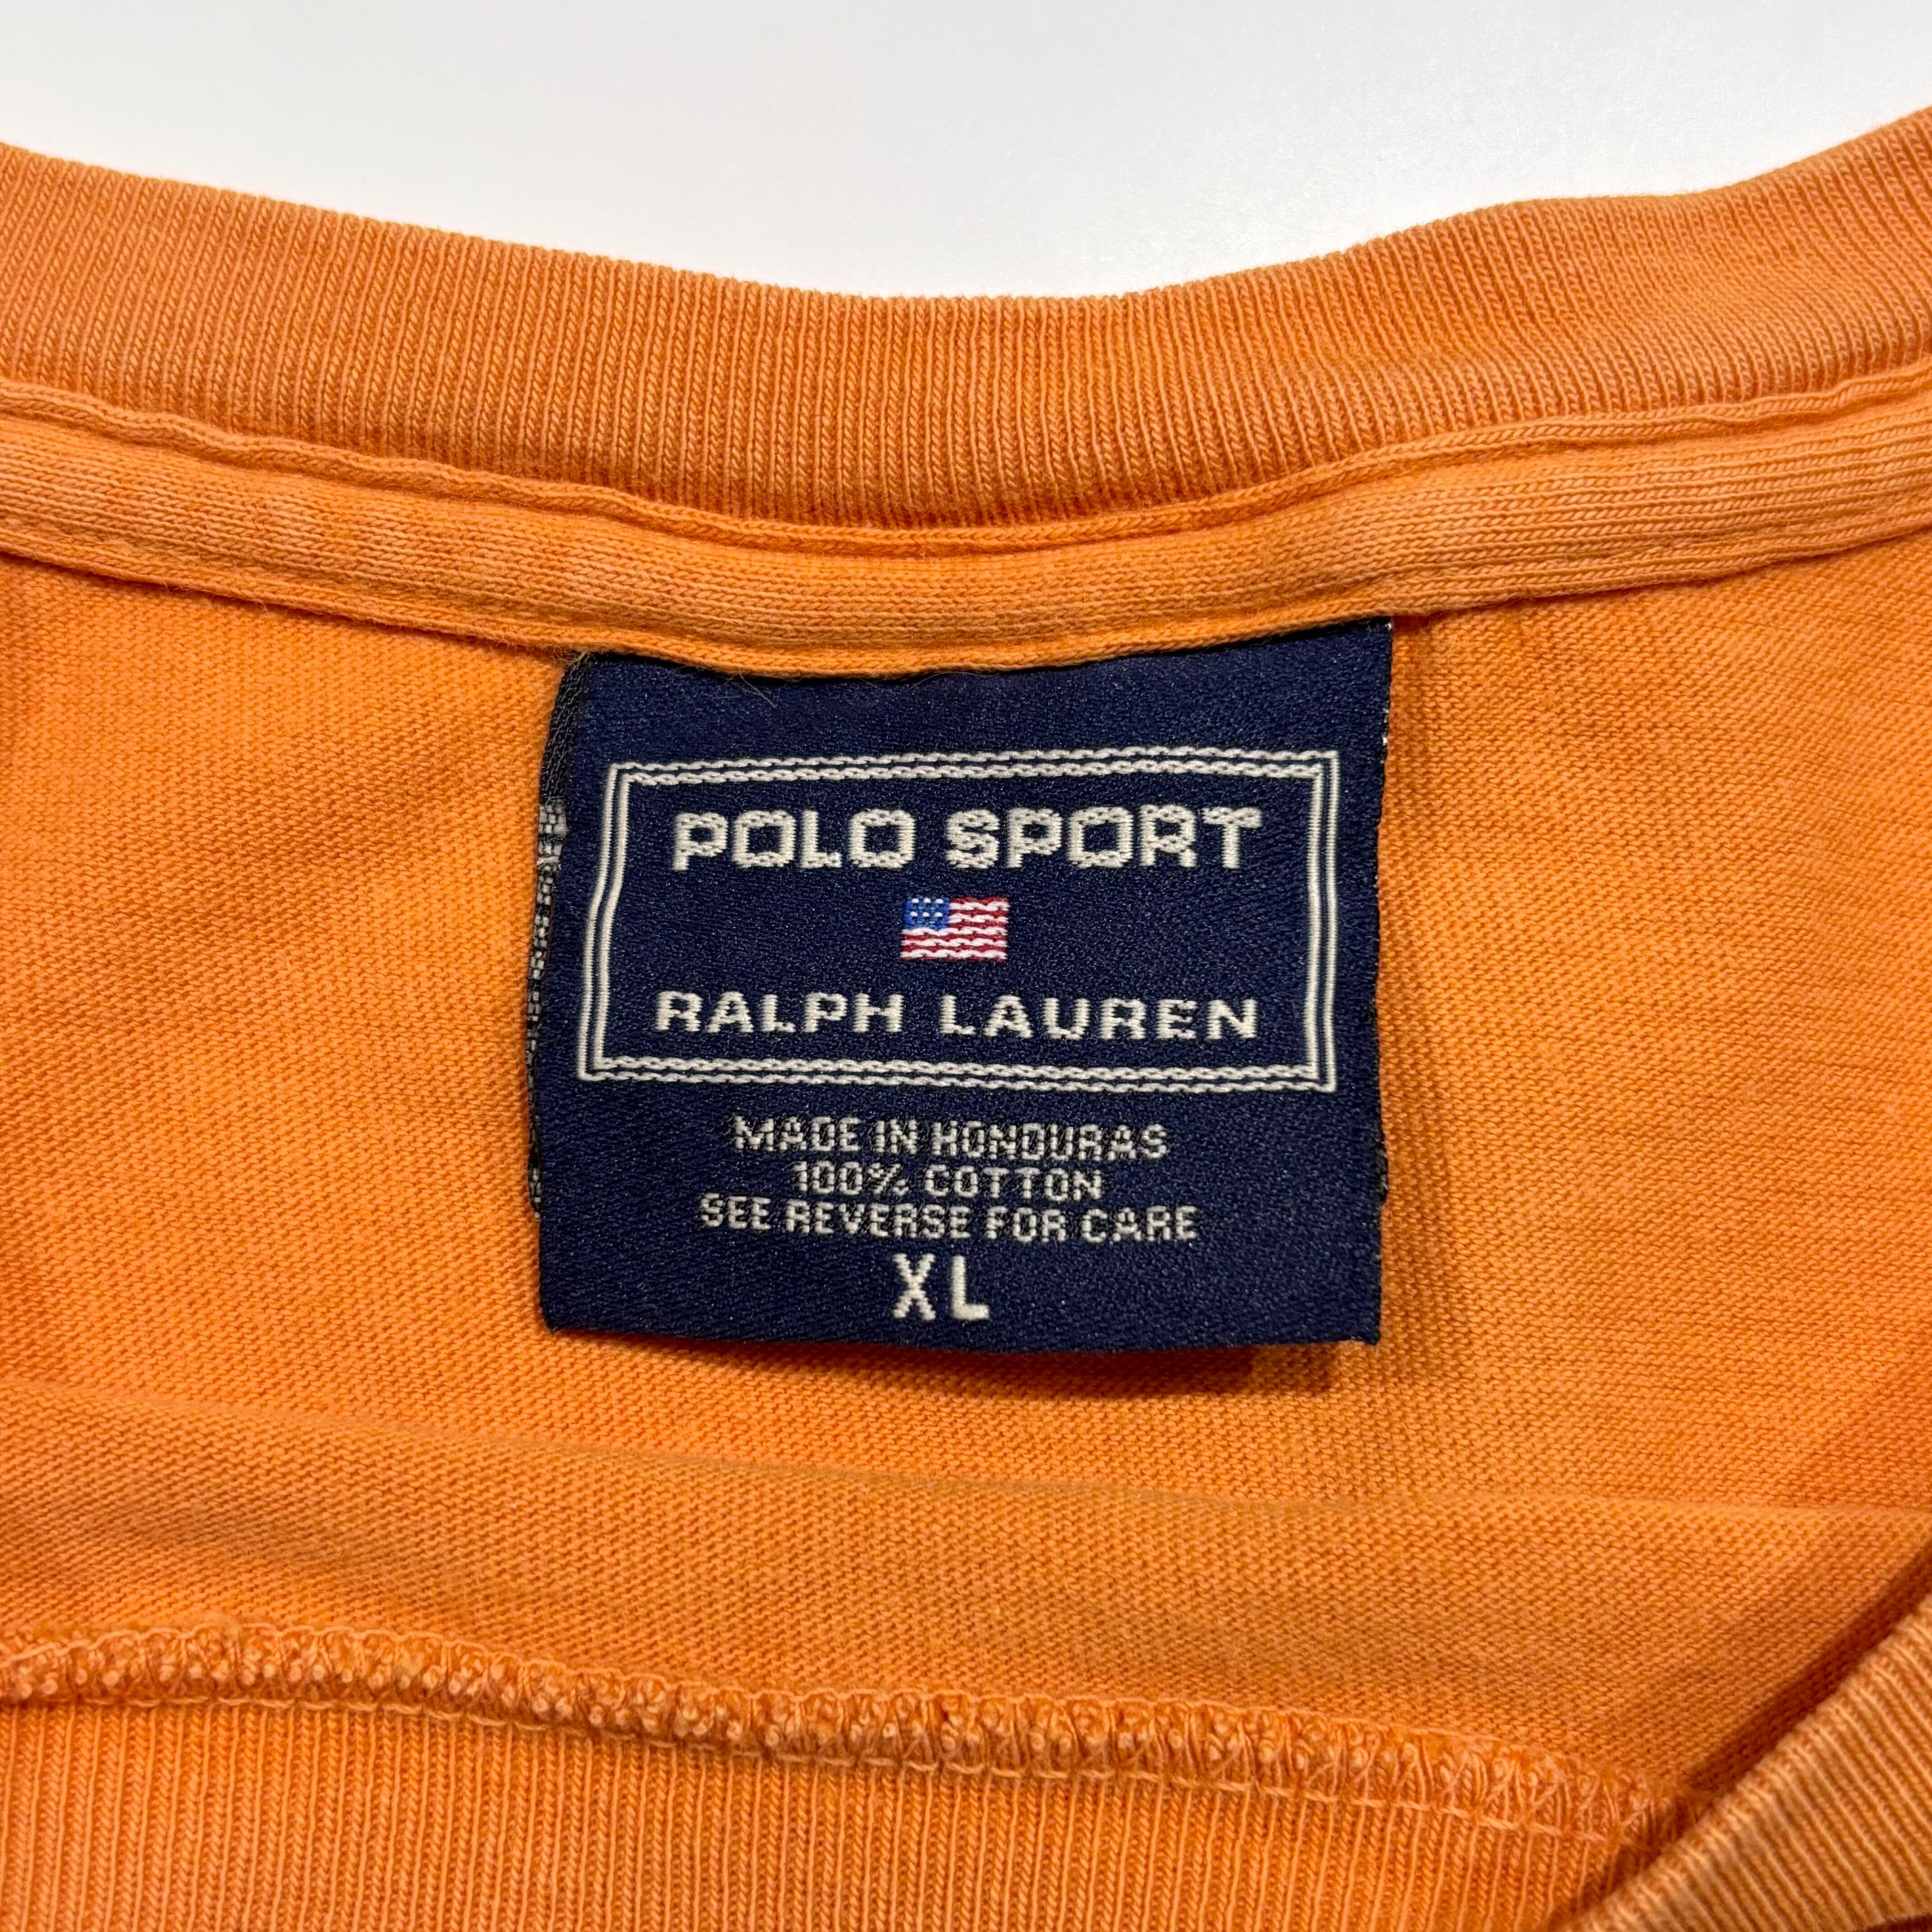 POLO SPORT
RALPH LAUREN
MADE IN HONDURAS
100% COTTON
SEE REVERSE FOR CARE
XL